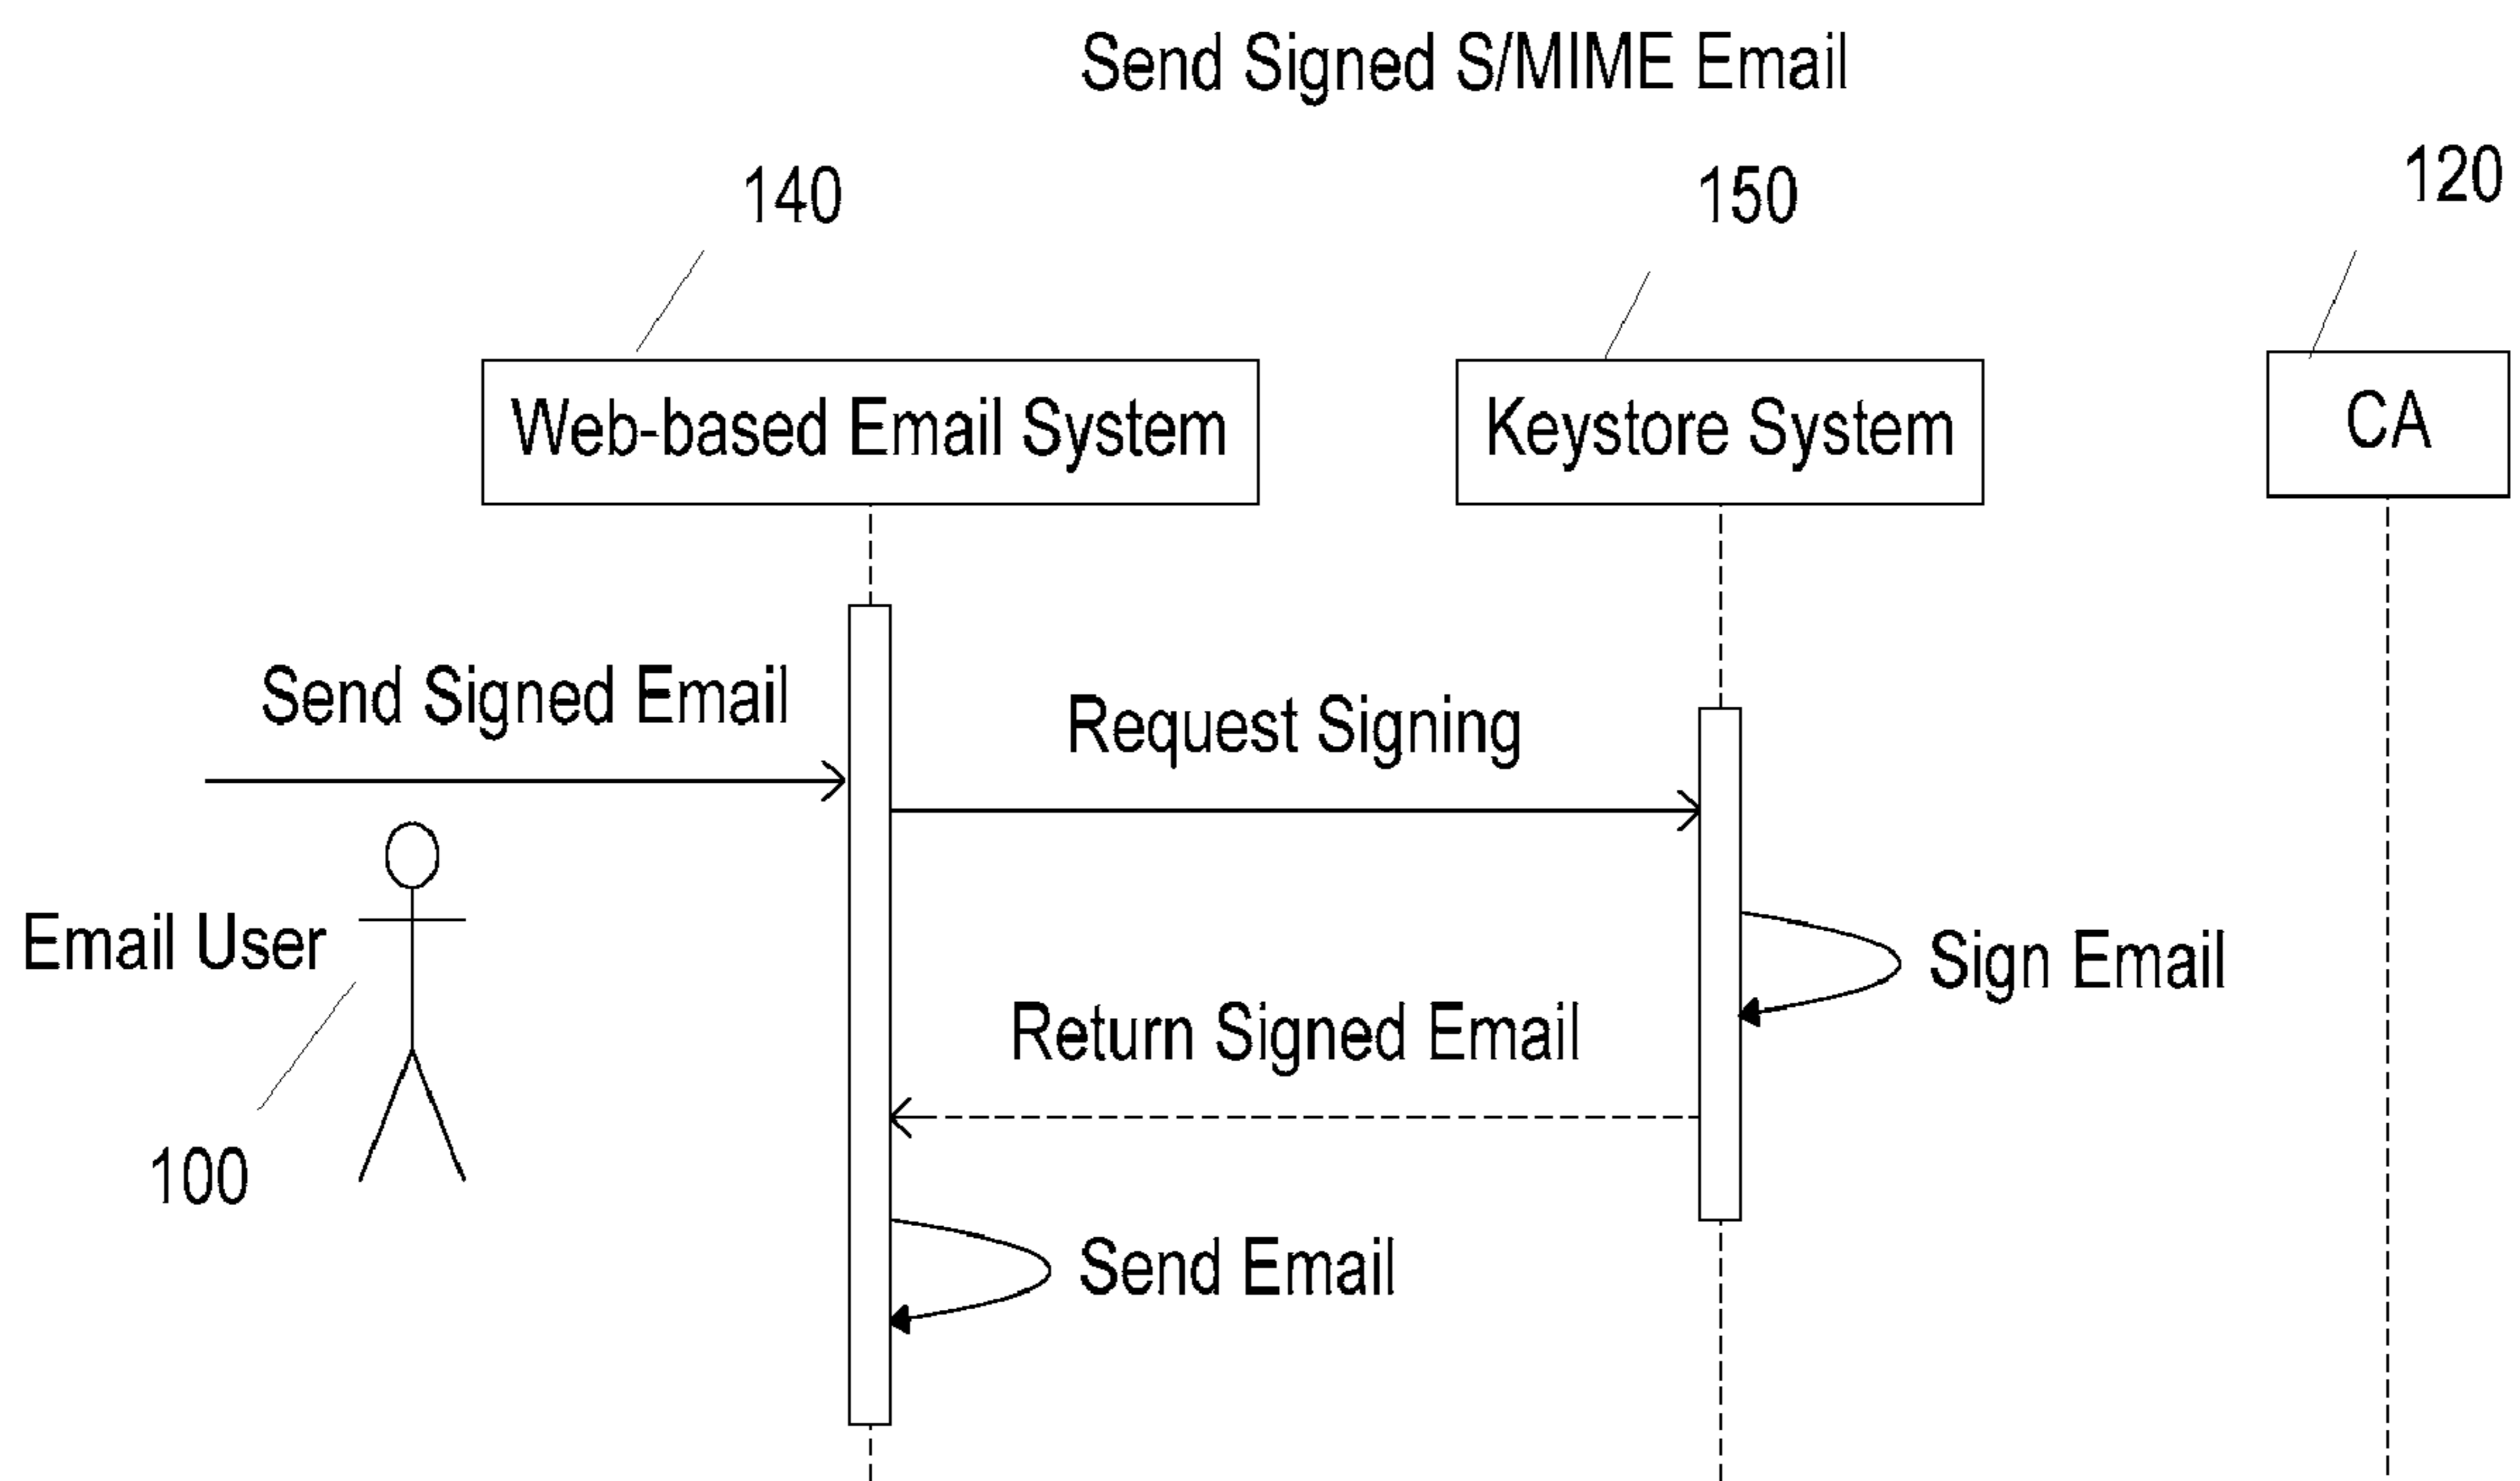 Send Signed S/MIME Email
140
150
120
Web-based Email System
Keystore System
CA
Send Signed Email
Request Signing
Email User
Sign Email
Return Signed Email
100
Send Email